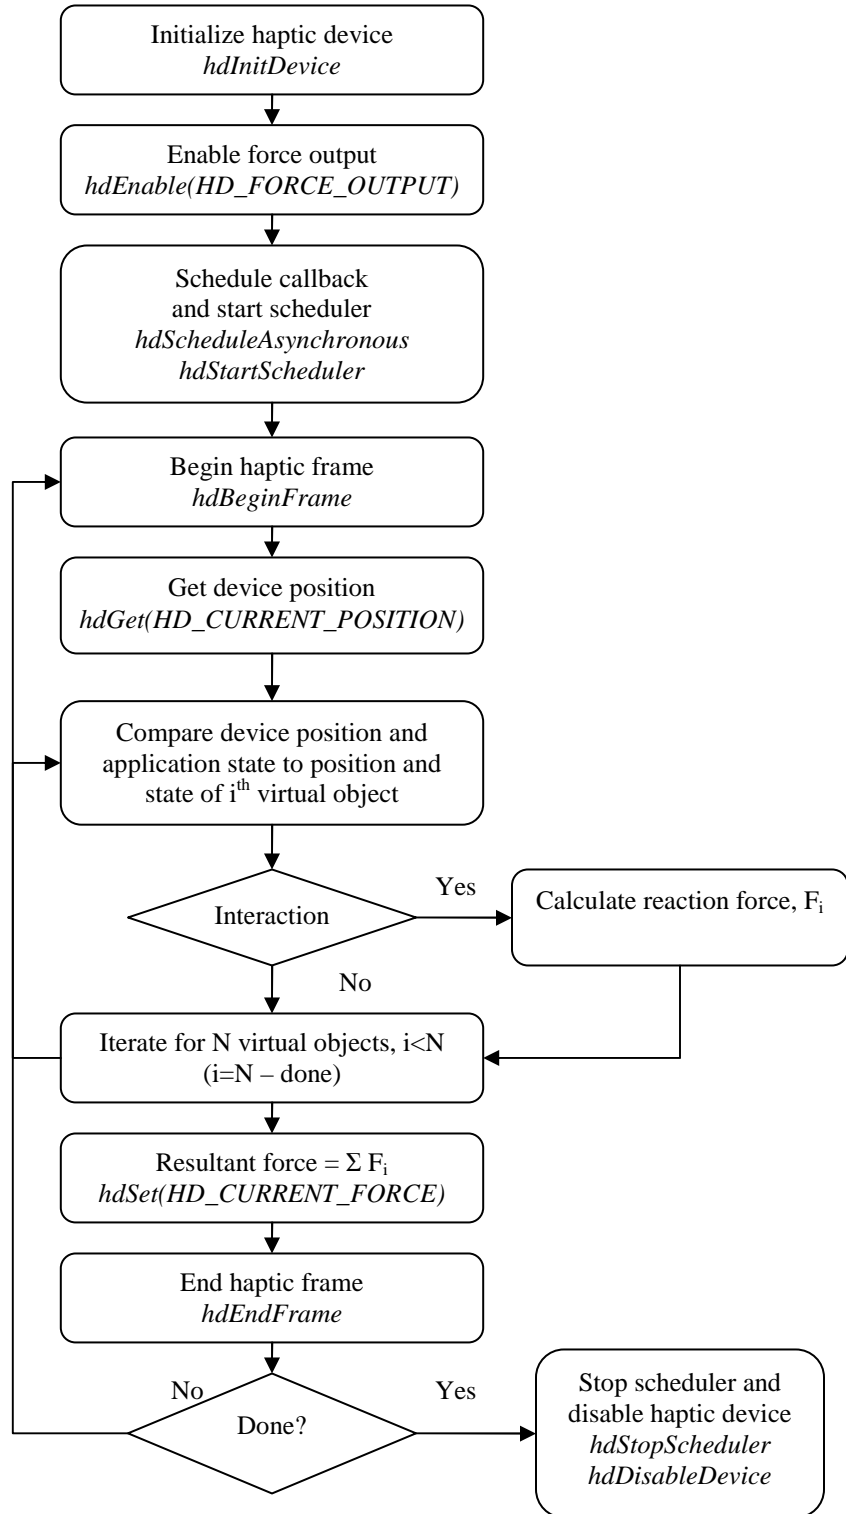 Initialize haptic device
hdInitDevice
Enable force output
hdEnable(HD_FORCE_OUTPUT)
Schedule callback
and start scheduler
hdScheduleAsynchronous
hdStartScheduler
Begin haptic frame
hdBeginFrame
Get device position
hdGet(HD_CURRENT_POSITION)
Compare device position and
application state to position and
state of iᵗʰ virtual object
Interaction
Yes
Calculate reaction force, Fᵢ
No
Iterate for N virtual objects, i<N
(i=N – done)
Resultant force = Σ Fᵢ
hdSet(HD_CURRENT_FORCE)
End haptic frame
hdEndFrame
No
Done?
Yes
Stop scheduler and
disable haptic device
hdStopScheduler
hdDisableDevice